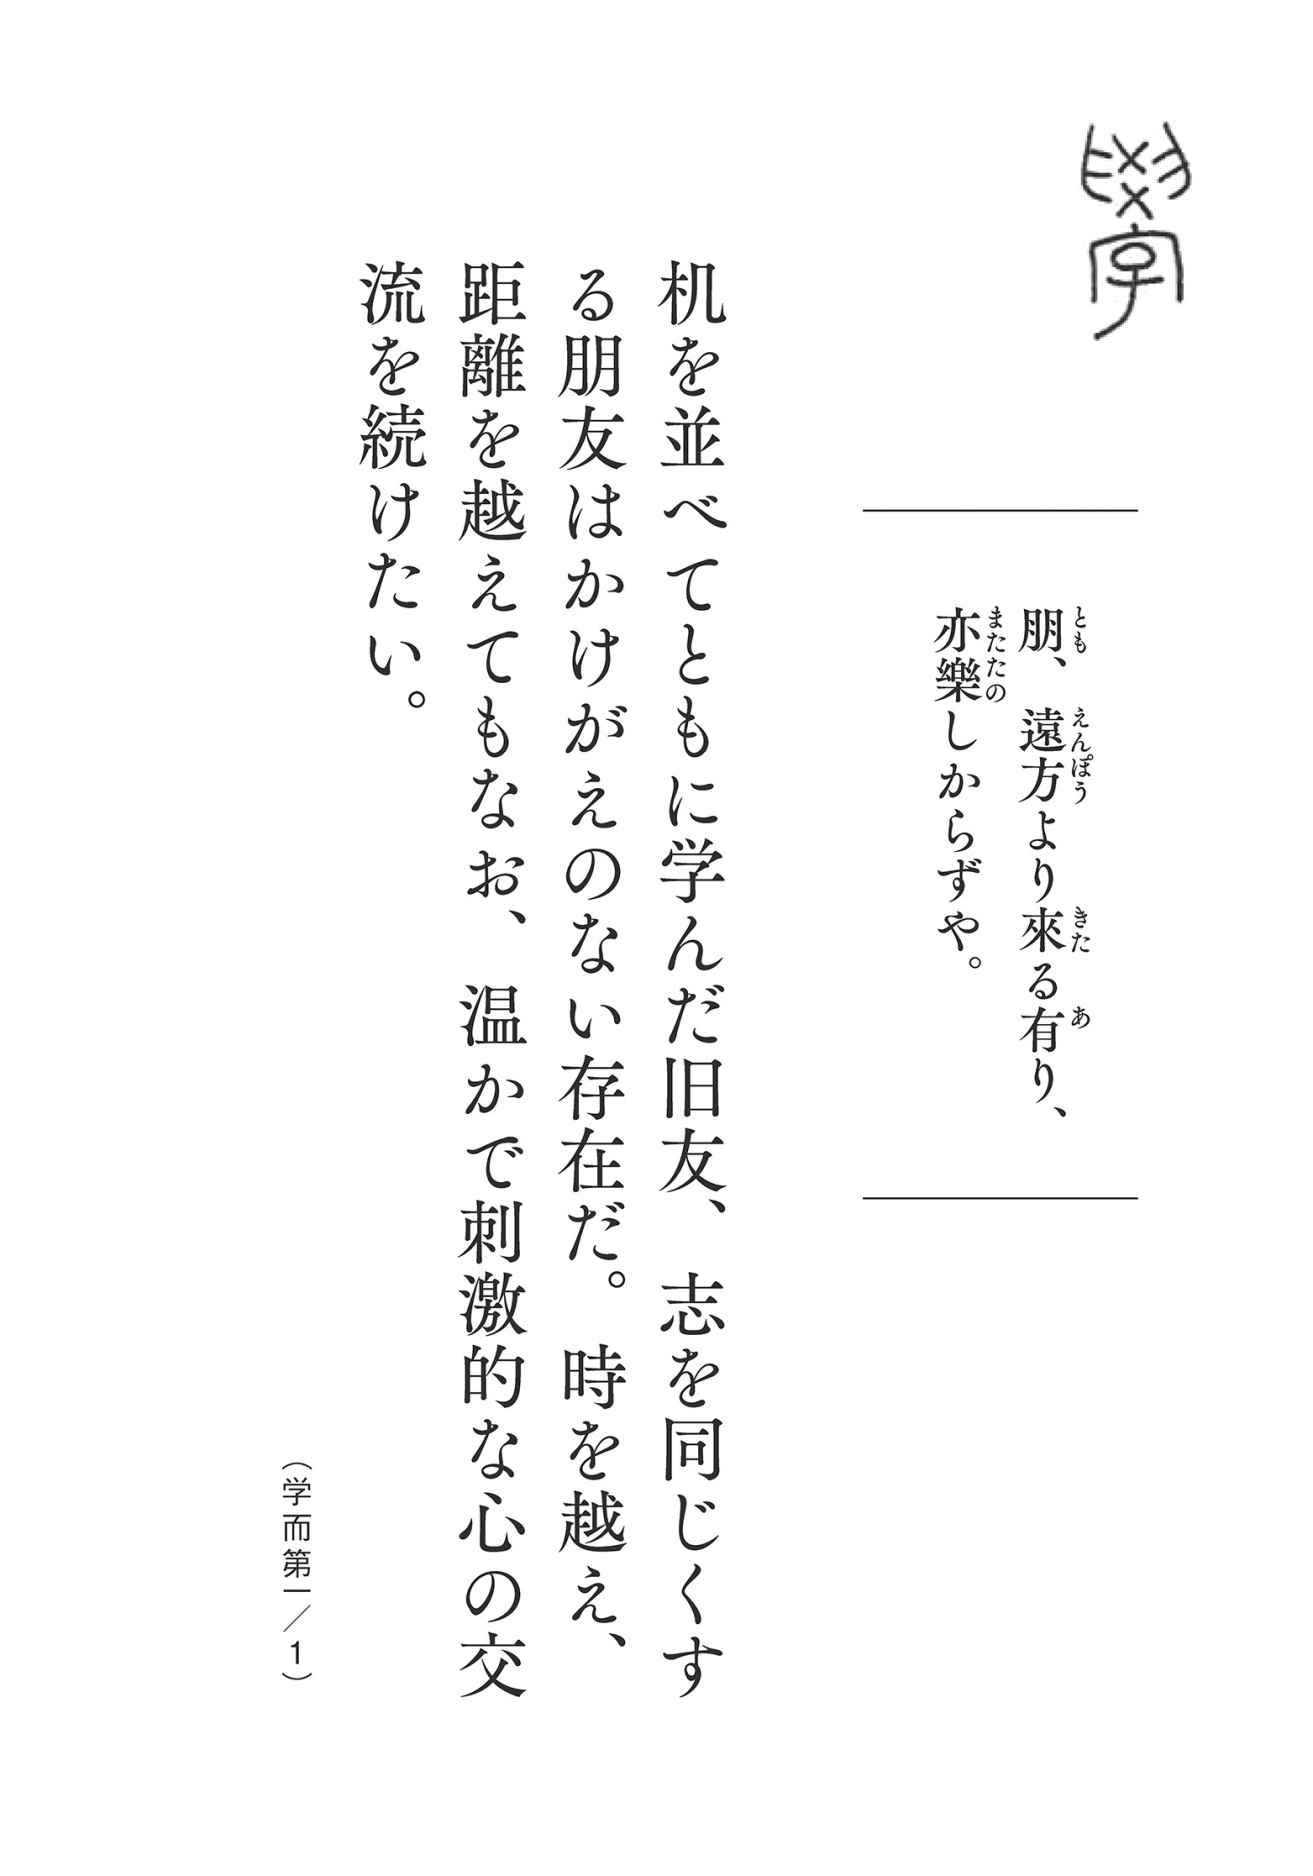 學
朋、遠方より來る有り、
亦樂しからずや。
机を並べてともに学んだ旧友、志を同じくす
る朋友はかけがえのない存在だ。時を越え、
距離を越えてもなお、温かで刺激的な心の交
流を続けたい。
（学而第一／1）